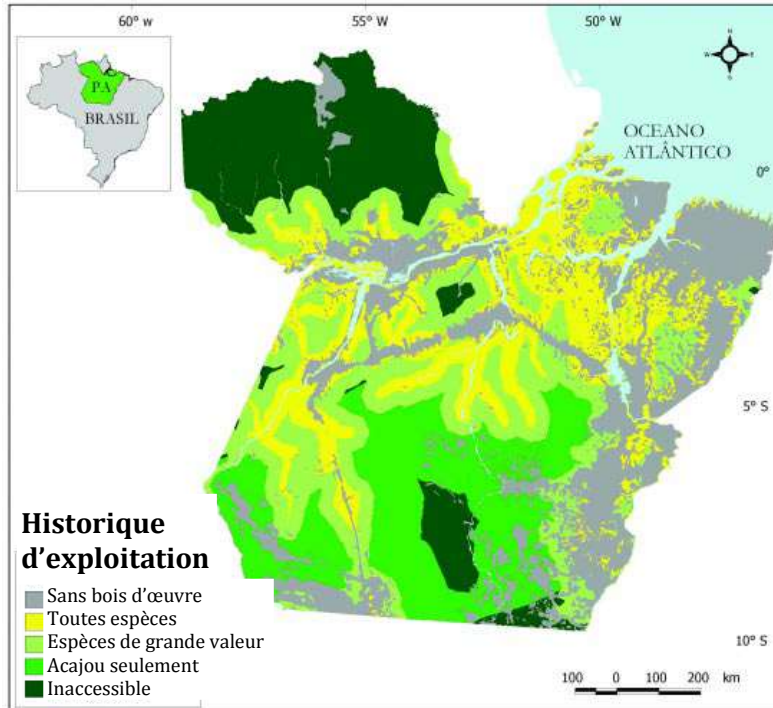 60° w 55° w 50° w
PA
BRASIL
N
W E
S
OCEANO
ATLÂNTICO
0°
5° S
10° S
Historique
d'exploitation
Sans bois d'œuvre
Toutes espèces
Espèces de grande valeur
Acajou seulement
Inaccessible
100 0 100 200 km